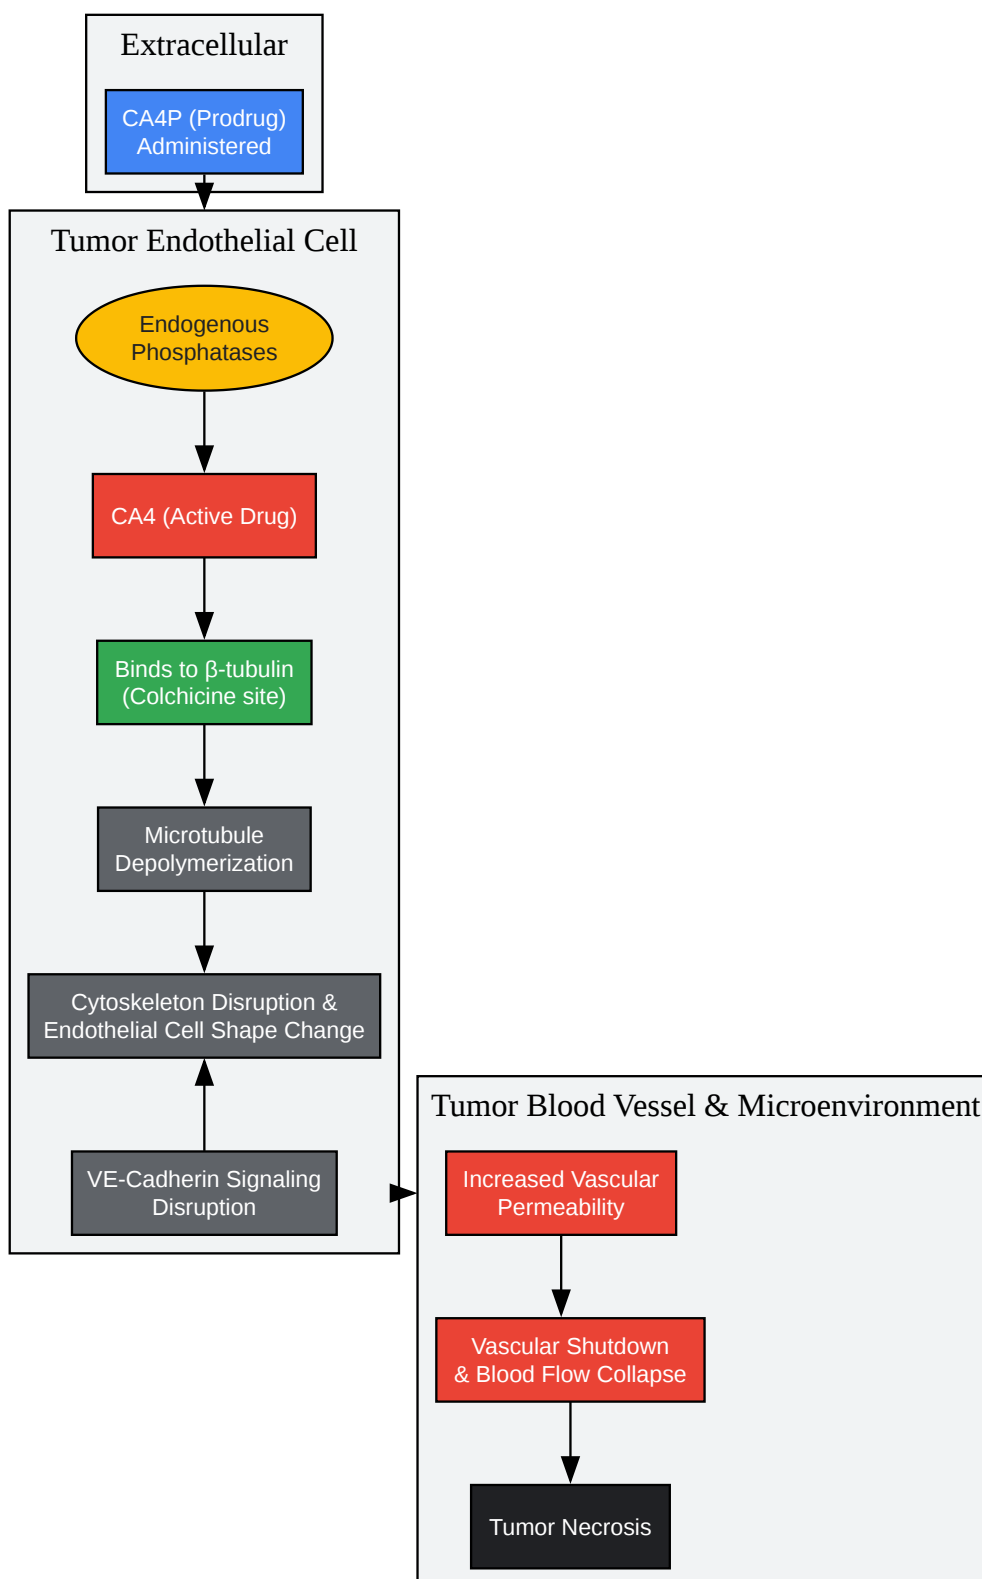 Extracellular
CA4P (Prodrug)
Administered
Tumor Endothelial Cell
Endogenous
Phosphatases
CA4 (Active Drug)
Binds to β-tubulin
(Colchicine site)
Microtubule
Depolymerization
Cytoskeleton Disruption &
Endothelial Cell Shape Change
VE-Cadherin Signaling
Disruption
Tumor Blood Vessel & Microenvironment
Increased Vascular
Permeability
Vascular Shutdown
& Blood Flow Collapse
Tumor Necrosis